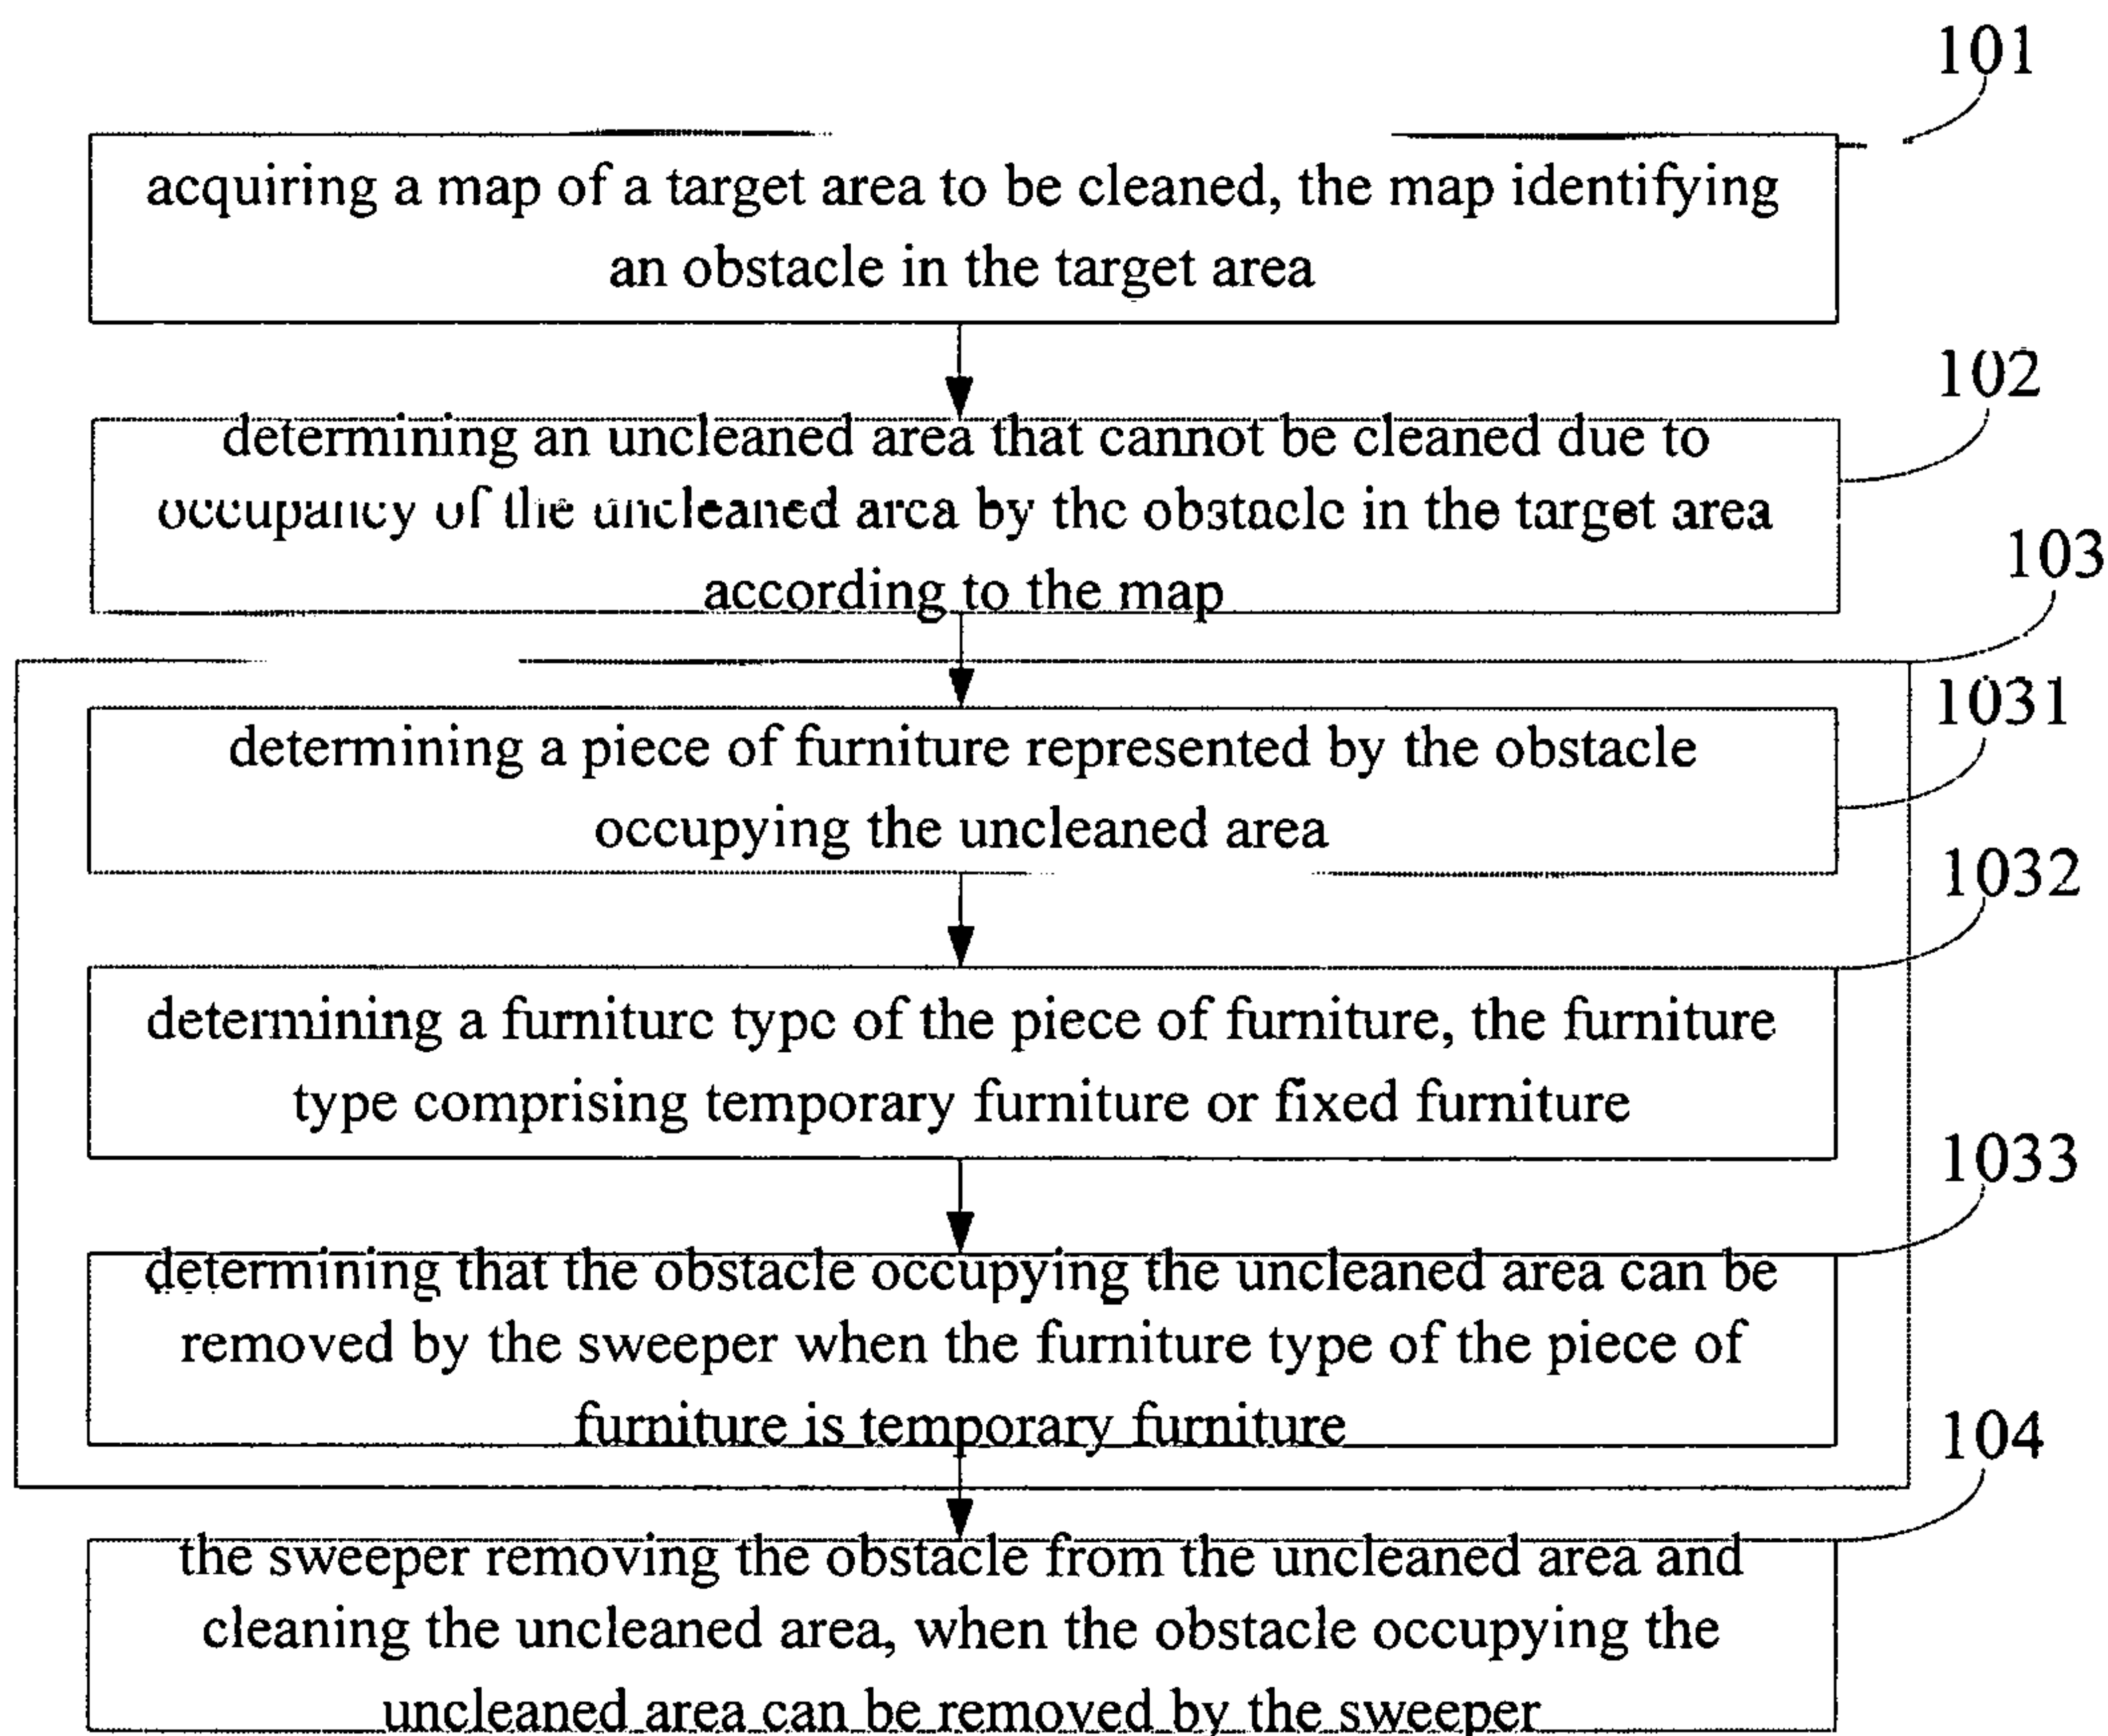 101
acquiring a map of a target area to be cleaned, the map identifying
an obstacle in the target area
102
determining an uncleaned area that cannot be cleaned due to
occupancy of the uncleaned area by the obstacle in the target area
according to the map
103
1031
determining a piece of furniture represented by the obstacle
occupying the uncleaned area
1032
determining a furniture type of the piece of furniture, the furniture
type comprising temporary furniture or fixed furniture
1033
determining that the obstacle occupying the uncleaned area can be
removed by the sweeper when the furniture type of the piece of
furniture is temporary furniture
104
the sweeper removing the obstacle from the uncleaned area and
cleaning the uncleaned area, when the obstacle occupying the
uncleaned area can be removed by the sweeper